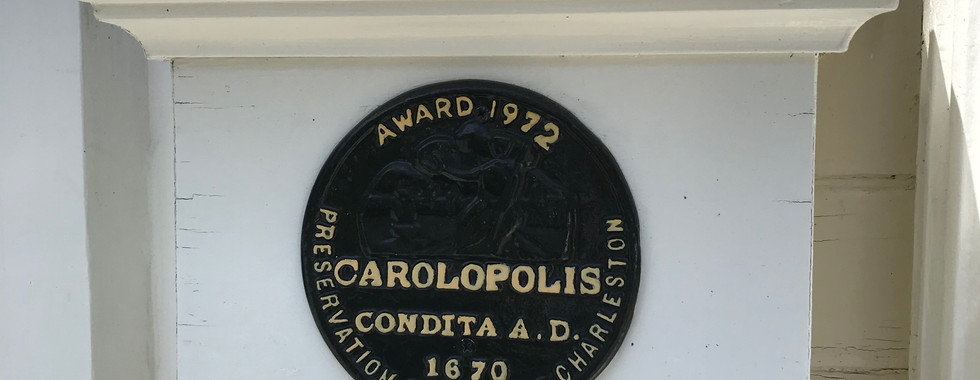 AWARD 1972
PRESERVATION
CHARLESTON
CAROLOPOLIS
CONDITA A.D.
1670